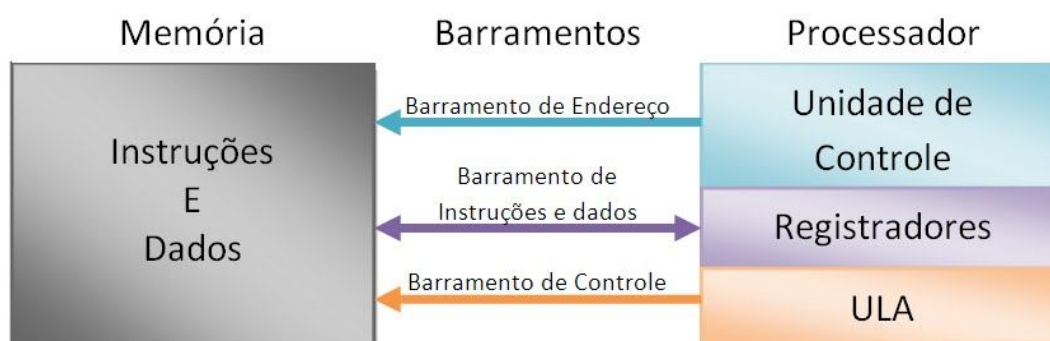 Memória
Barramentos
Processador
Instruções
E
Dados
Barramento de Endereço
Barramento de
Instruções e dados
Barramento de Controle
Unidade de
Controle
Registradores
ULA